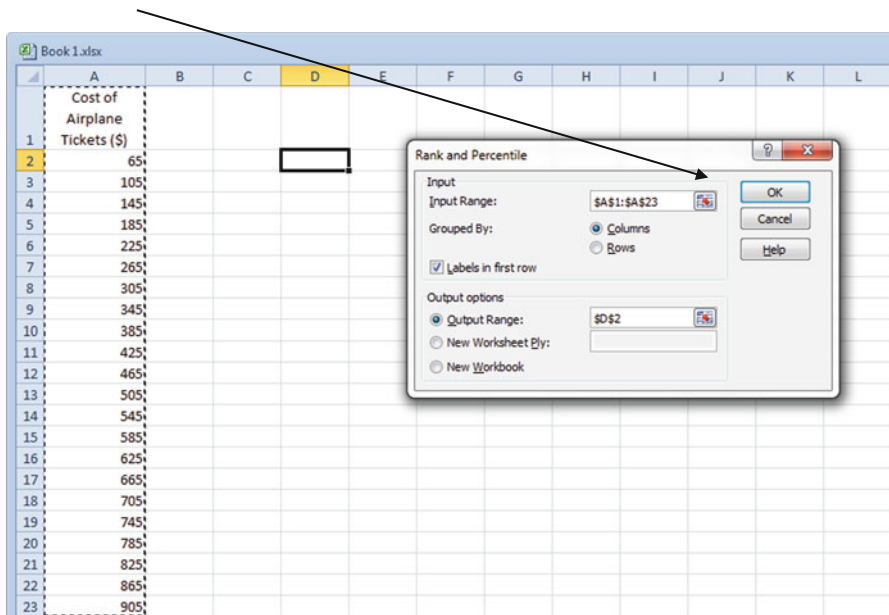 Book 1.xlsx
A B C D E F G H I J K L
1 Cost of
Airplane
Tickets ($)
2 65
3 105
4 145
5 185
6 225
7 265
8 305
9 345
10 385
11 425
12 465
13 505
14 545
15 585
16 625
17 665
18 705
19 745
20 785
21 825
22 865
23 905
Rank and Percentile ? X
Input
Input Range: $A$1:$A$23
Grouped By: Columns
Rows
Labels in first row
Output options
Output Range: $D$2
New Worksheet Ply:
New Workbook
OK
Cancel
Help